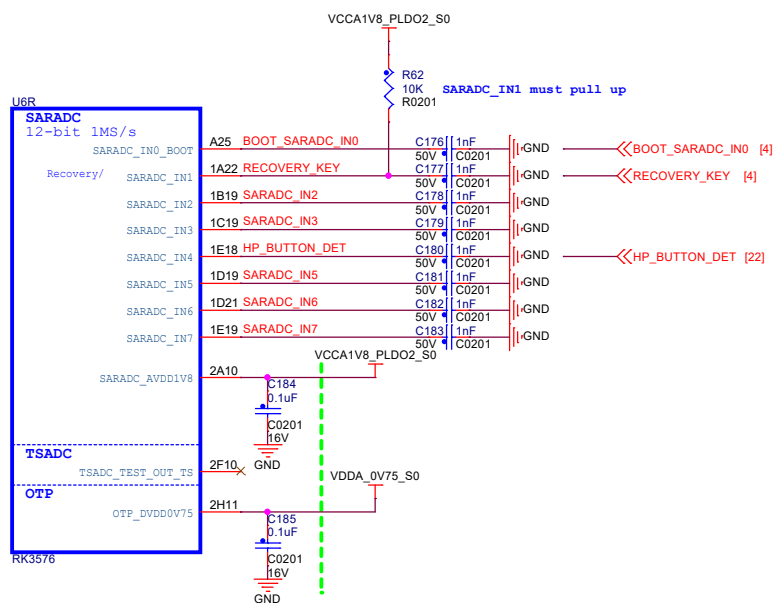 VCCA1V8_PLDO2_S0
R62
10K
R0201
SARADC_IN1 must pull up
U6R
SARADC
12-bit 1MS/s
SARADC_IN0_BOOT A25 BOOT_SARADC_IN0 C176 1nF 50V C0201 GND BOOT_SARADC_IN0 [4]
Recovery/ SARADC_IN1 1A22 RECOVERY_KEY C177 1nF 50V C0201 GND RECOVERY_KEY [4]
SARADC_IN2 1B19 SARADC_IN2 C178 1nF 50V C0201 GND
SARADC_IN3 1C19 SARADC_IN3 C179 1nF 50V C0201 GND
SARADC_IN4 1E18 HP_BUTTON_DET C180 1nF 50V C0201 GND HP_BUTTON_DET [22]
SARADC_IN5 1D19 SARADC_IN5 C181 1nF 50V C0201 GND
SARADC_IN6 1D21 SARADC_IN6 C182 1nF 50V C0201 GND
SARADC_IN7 1E19 SARADC_IN7 C183 1nF 50V C0201 GND
VCCA1V8_PLDO2_S0
SARADC_AVDD1V8 2A10
C184
0.1uF
C0201
16V
GND
TSADC
TSADC_TEST_OUT_TS 2F10
OTP
VDDA_0V75_S0
OTP_DVDD0V75 2H11
C185
0.1uF
C0201
16V
GND
RK3576